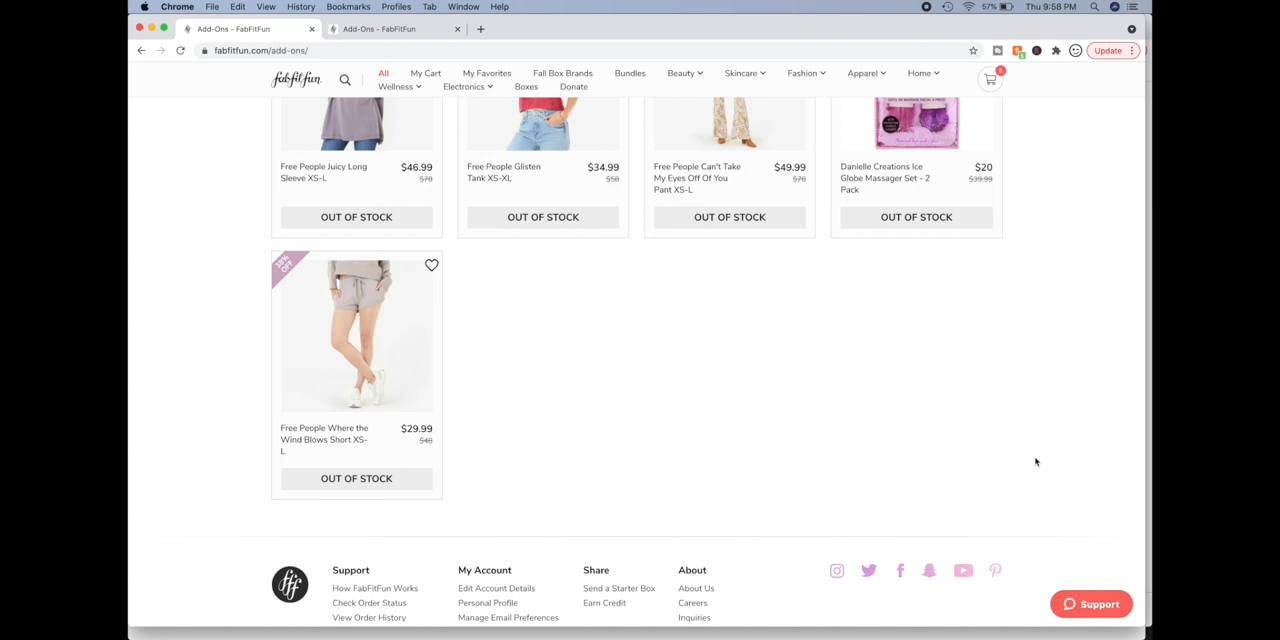 Chrome File Edit View History Bookmarks Profiles Tab Window Help 57% Thu 9:58 PM
Add-Ons - FabFitFun Add-Ons - FabFitFun
fabfitfun.com/add-ons/ Update
fabfitfun All My Cart My Favorites Fall Box Brands Bundles Beauty Skincare Fashion Apparel Home 6
Wellness Electronics Boxes Donate
Free People Juicy Long $46.99 Free People Glisten $34.99 Free People Can't Take $49.99 Danielle Creations Ice $20
Sleeve XS-L $78 Tank XS-XL $58 My Eyes Off Of You $78 Globe Massager Set - 2 $39.99
Pant XS-L Pack
OUT OF STOCK OUT OF STOCK OUT OF STOCK OUT OF STOCK
OFF
Free People Where the $29.99
Wind Blows Short XS- $48
L
OUT OF STOCK
fff Support My Account Share About
How FabFitFun Works Edit Account Details Send a Starter Box About Us
Check Order Status Personal Profile Earn Credit Careers Support
View Order History Manage Email Preferences Inquiries